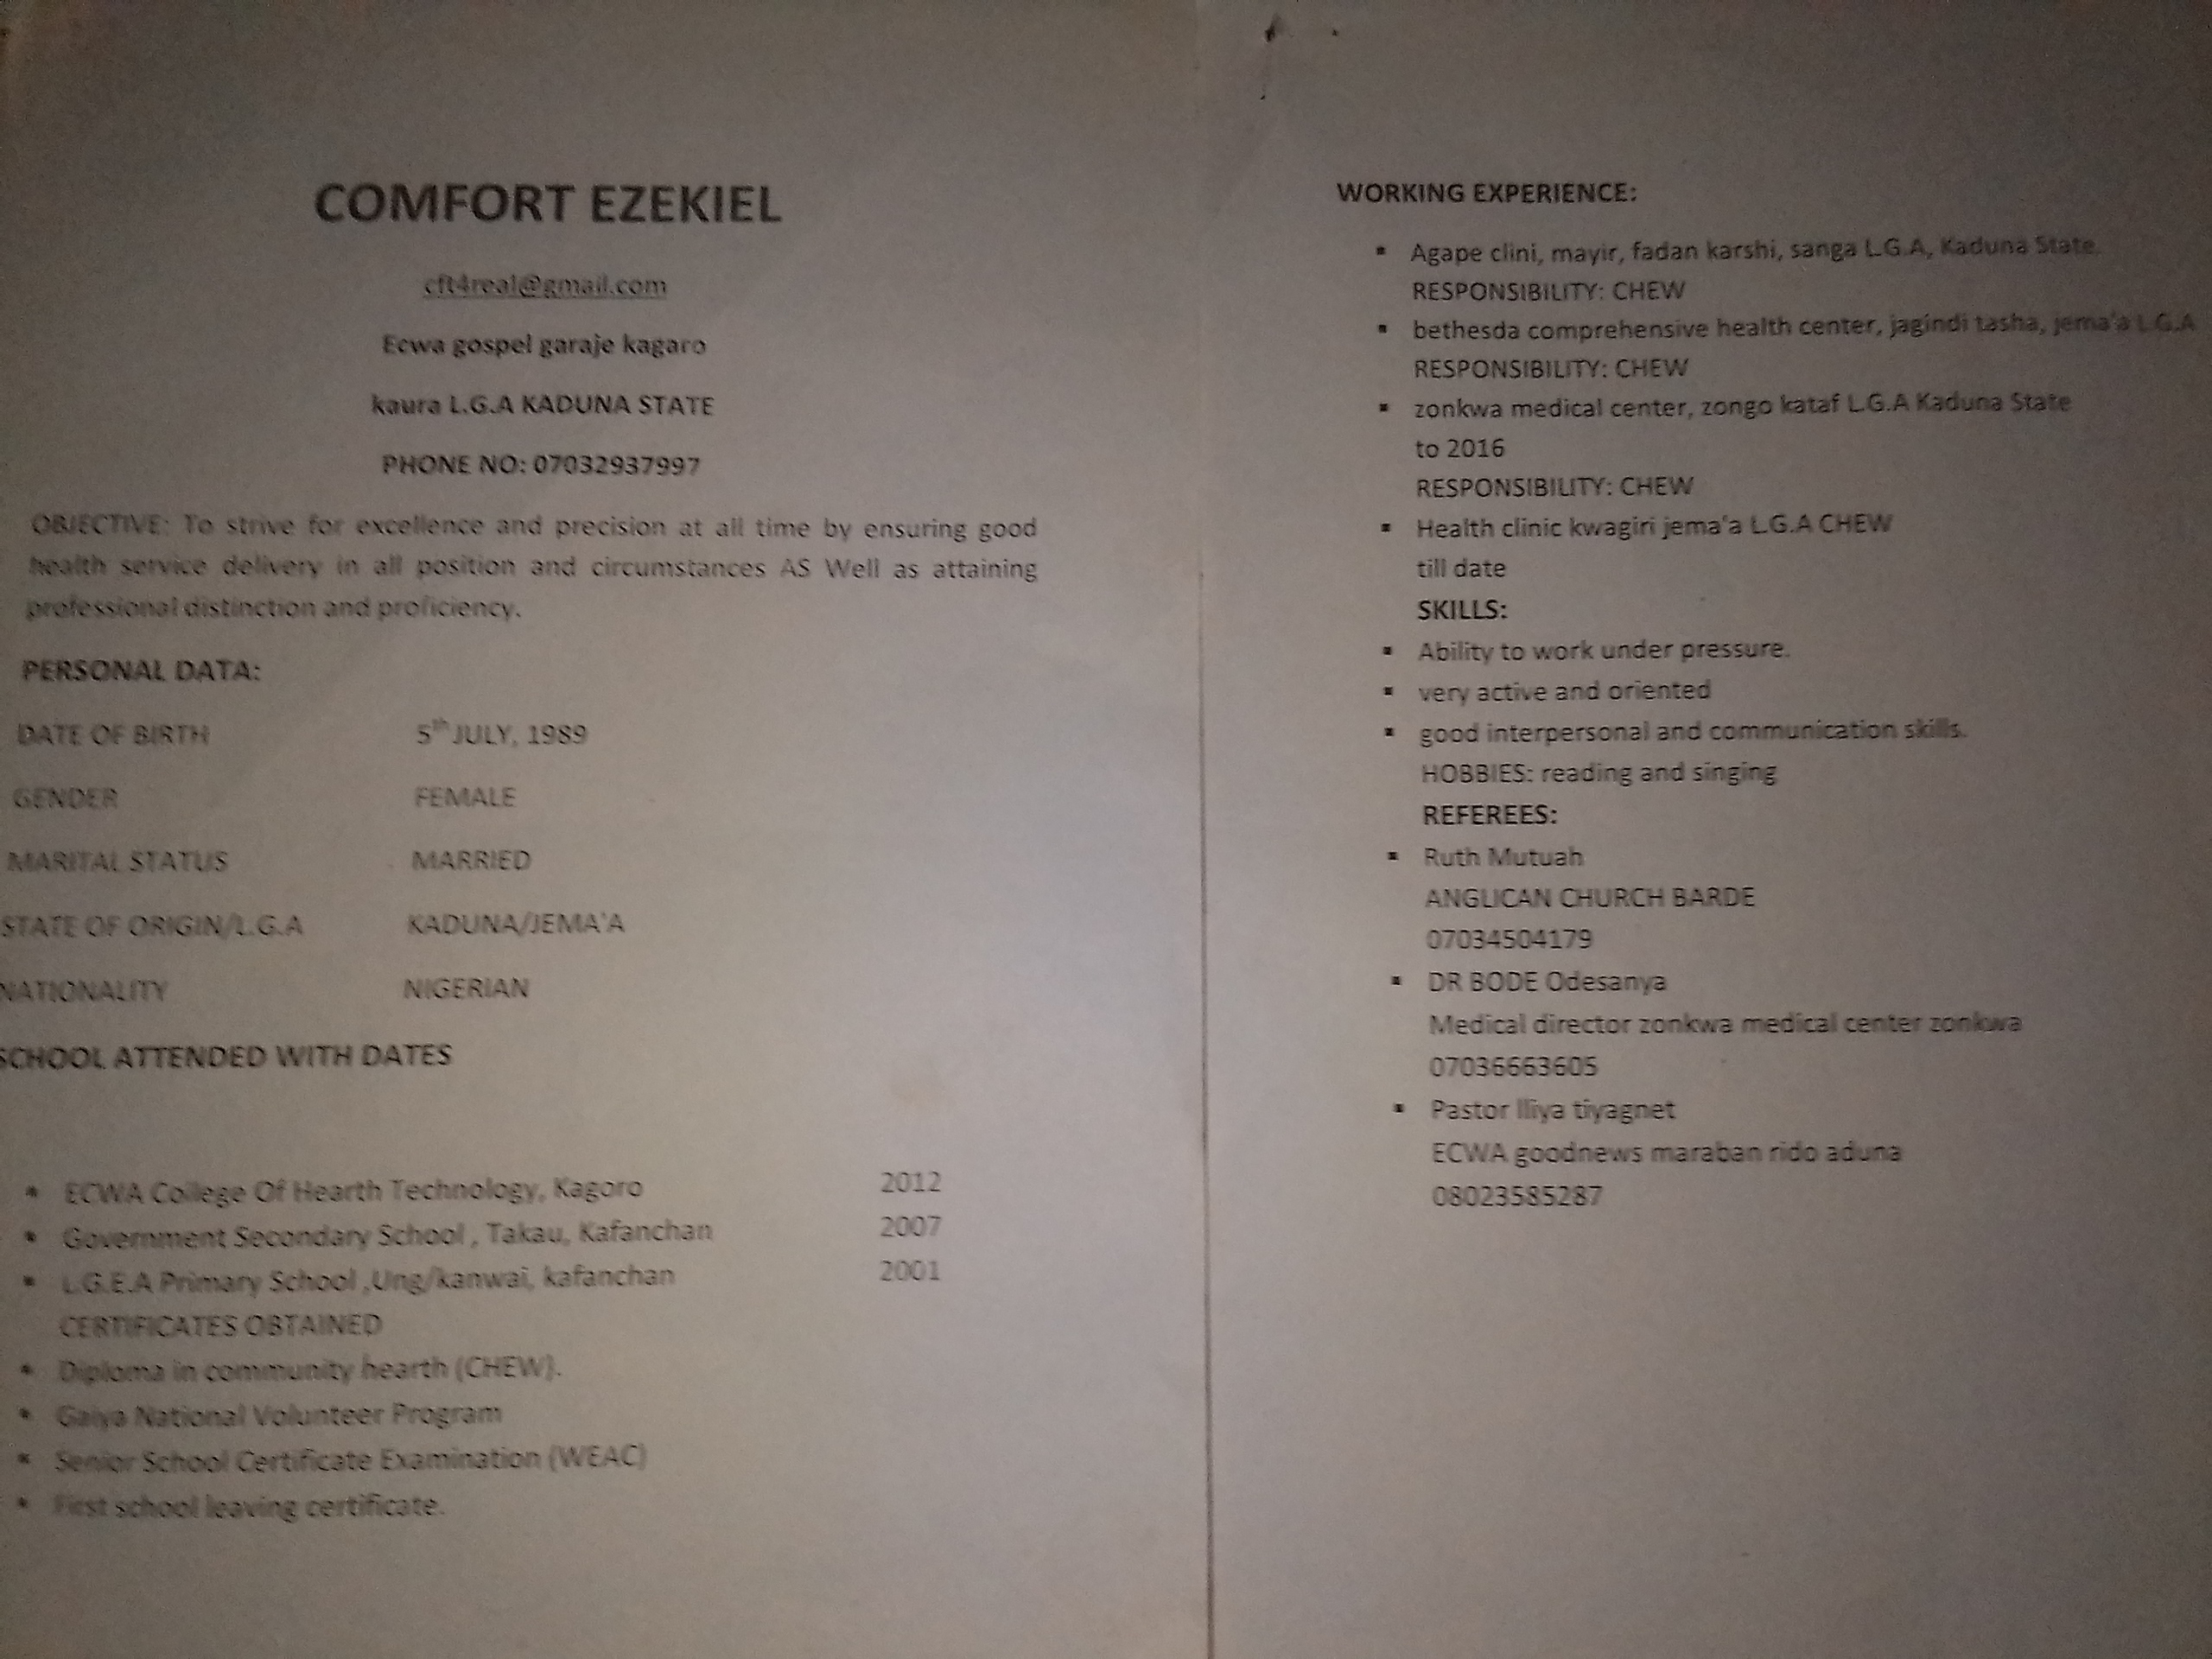 COMFORT EZEKIEL
cft4real@gmail.com
Ecwa gospel garaje kagaro
kaura L.G.A KADUNA STATE
PHONE NO: 07032937997
OBJECTIVE: To strive for excellence and precision at all time by ensuring good
health service delivery in all position and circumstances AS Well as attaining
professional distinction and proficiency.
PERSONAL DATA:
DATE OF BIRTH 5th JULY, 1989
GENDER FEMALE
MARITAL STATUS MARRIED
STATE OF ORIGIN/L.G.A KADUNA/JEMA'A
NATIONALITY NIGERIAN
SCHOOL ATTENDED WITH DATES
▪ ECWA College Of Hearth Technology, Kagoro 2012
▪ Government Secondary School , Takau, Kafanchan 2007
▪ L.G.E.A Primary School ,Ung/kanwai, kafanchan 2001
CERTIFICATES OBTAINED
▪ Diploma in community hearth (CHEW).
▪ Gaiya National Volunteer Program
▪ Senior School Certificate Examination (WEAC)
▪ First school leaving certificate.
WORKING EXPERIENCE:
▪ Agape clini, mayir, fadan karshi, sanga L.G.A, Kaduna State.
RESPONSIBILITY: CHEW
▪ bethesda comprehensive health center, jagindi tasha, jema'a L.G.A
RESPONSIBILITY: CHEW
▪ zonkwa medical center, zongo kataf L.G.A Kaduna State
to 2016
RESPONSIBILITY: CHEW
▪ Health clinic kwagiri jema'a L.G.A CHEW
till date
SKILLS:
▪ Ability to work under pressure.
▪ very active and oriented
▪ good interpersonal and communication skills.
HOBBIES: reading and singing
REFEREES:
▪ Ruth Mutuah
ANGLICAN CHURCH BARDE
07034504179
▪ DR BODE Odesanya
Medical director zonkwa medical center zonkwa
07036663605
▪ Pastor Iliya tiyagnet
ECWA goodnews maraban rido aduna
08023585287